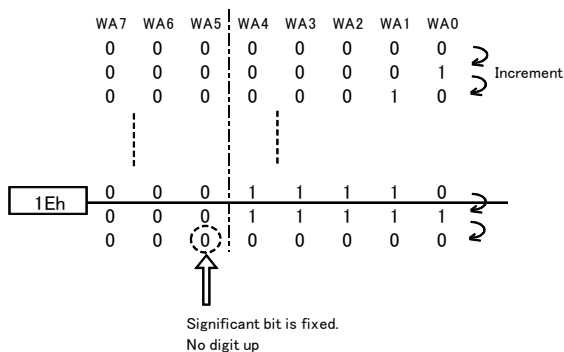 WA7 WA6 WA5 WA4 WA3 WA2 WA1 WA0
0 0 0 0 0 0 0 0
0 0 0 0 0 0 0 1
Increment
0 0 0 0 0 0 1 0
1Eh 0 0 0 1 1 1 1 0
0 0 0 1 1 1 1 1
0 0 0 0 0 0 0 0
Significant bit is fixed.
No digit up